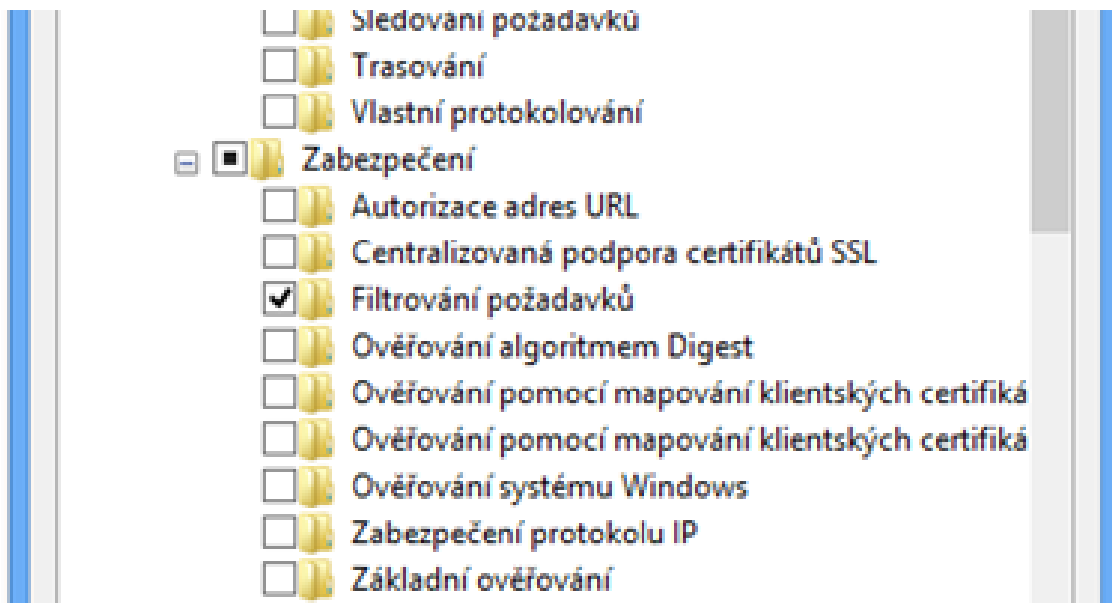 Sledování požadavků
Trasování
Vlastní protokolování
Zabezpečení
Autorizace adres URL
Centralizovaná podpora certifikátů SSL
Filtrování požadavků
Ověřování algoritmem Digest
Ověřování pomocí mapování klientských certifiká
Ověřování pomocí mapování klientských certifiká
Ověřování systému Windows
Zabezpečení protokolu IP
Základní ověřování